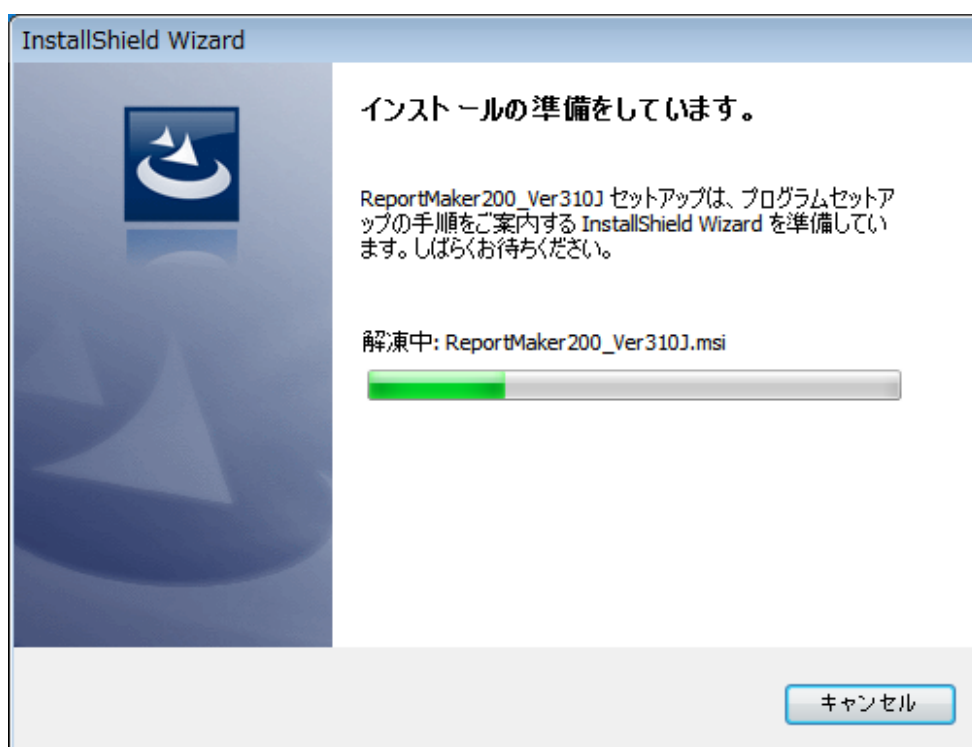 InstallShield Wizard
インストールの準備をしています。
ReportMaker200_Ver310J セットアップは、プログラムセットア
ップの手順をご案内する InstallShield Wizard を準備してい
ます。しばらくお待ちください。
解凍中: ReportMaker200_Ver310J.msi
キャンセル